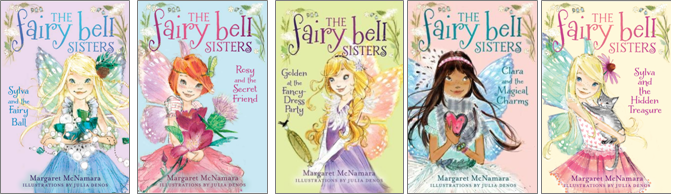 THE
fairy bell
SISTERS
Sylva
and the
Fairy
Ball
Margaret McNamara
ILLUSTRATIONS BY JULIA DENOS
THE
fairy bell
SISTERS
Rosy
and the
Secret
Friend
Margaret McNamara
ILLUSTRATIONS BY JULIA DENOS
THE
fairy bell
SISTERS
Golden
at the
Fancy-
Dress
Party
Margaret McNamara
ILLUSTRATIONS BY JULIA DENOS
THE
fairy bell
SISTERS
Clara
and the
Magical
Charms
Margaret McNamara
ILLUSTRATIONS BY JULIA DENOS
THE
fairy bell
SISTERS
Sylva
and the
Hidden
Treasure
Margaret McNamara
ILLUSTRATIONS BY JULIA DENOS